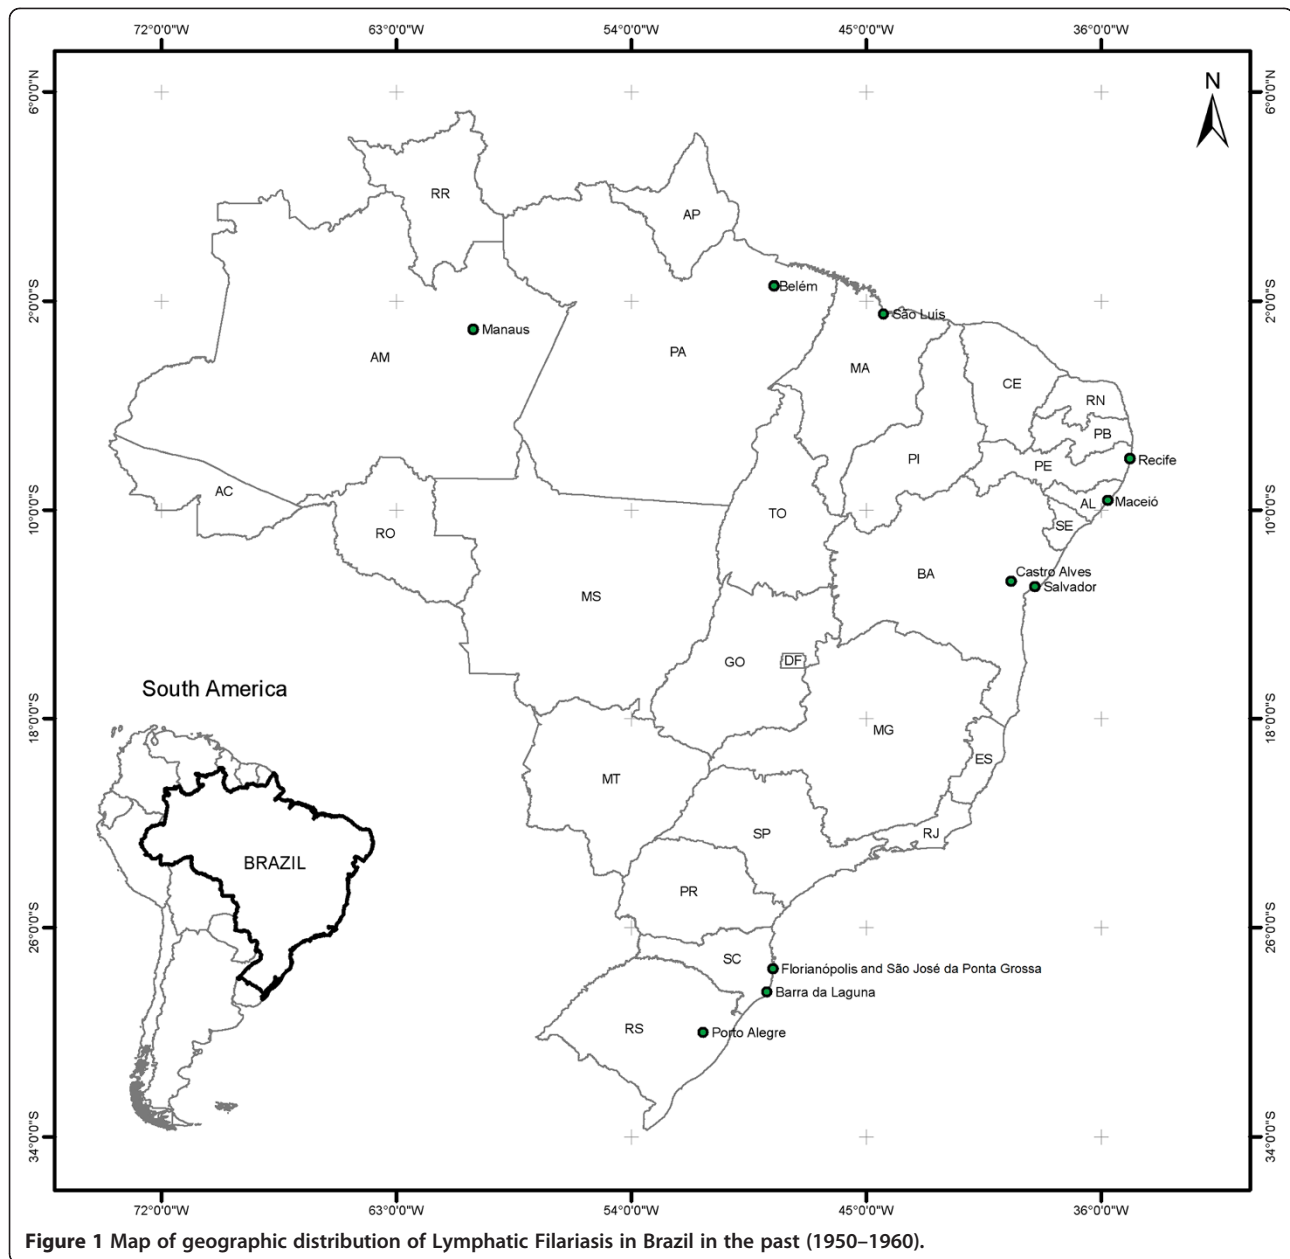 72°0'0"W 63°0'0"W 54°0'0"W 45°0'0"W 36°0'0"W
6°0'0"N 6°0'0"N
N
RR
AP
Belém
2°0'0"S 2°0'0"S
São Luis
Manaus
AM PA MA CE
RN
PB
PI PE Recife
AC
AL Maceió
10°0'0"S 10°0'0"S
RO TO SE
BA Castro Alves
Salvador
MS
GO DF
South America
18°0'0"S 18°0'0"S
MG
ES
MT
SP RJ
BRAZIL
PR
26°0'0"S 26°0'0"S
SC Florianópolis and São José da Ponta Grossa
Barra da Laguna
RS Porto Alegre
34°0'0"S 34°0'0"S
72°0'0"W 63°0'0"W 54°0'0"W 45°0'0"W 36°0'0"W
Figure 1 Map of geographic distribution of Lymphatic Filariasis in Brazil in the past (1950–1960).